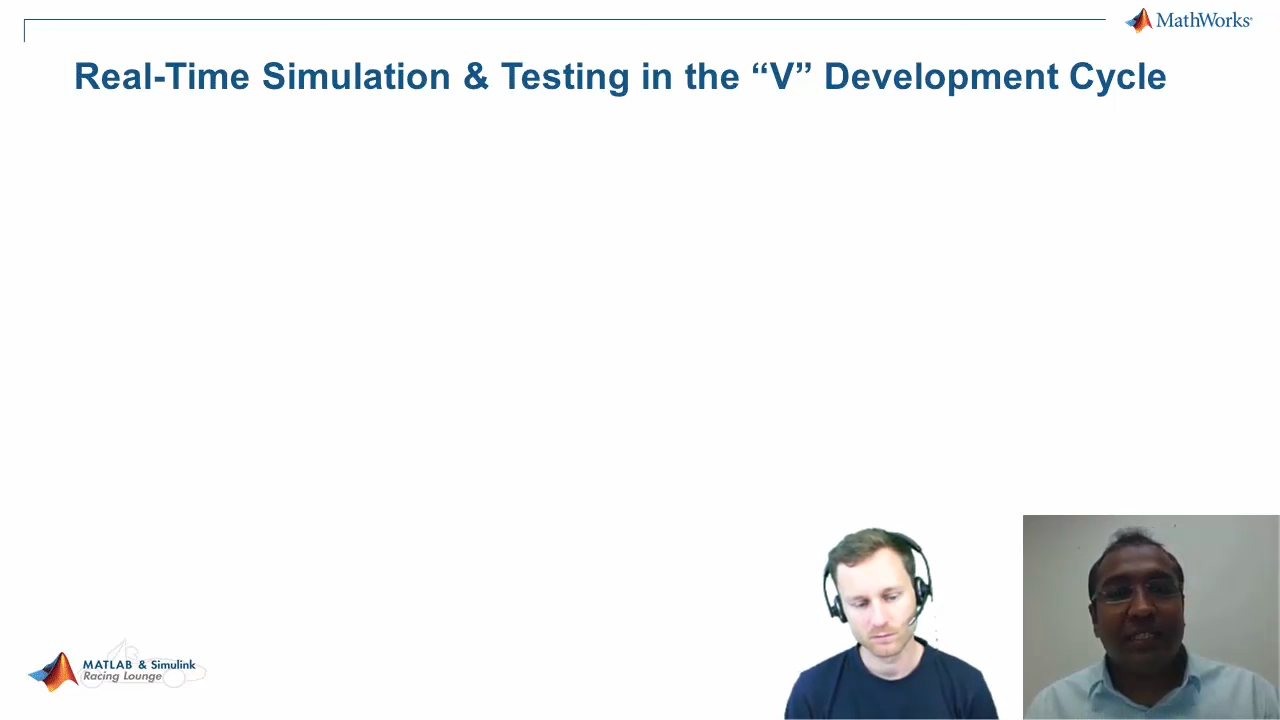 MathWorks®
Real-Time Simulation & Testing in the “V” Development Cycle
MATLAB & Simulink
Racing Lounge